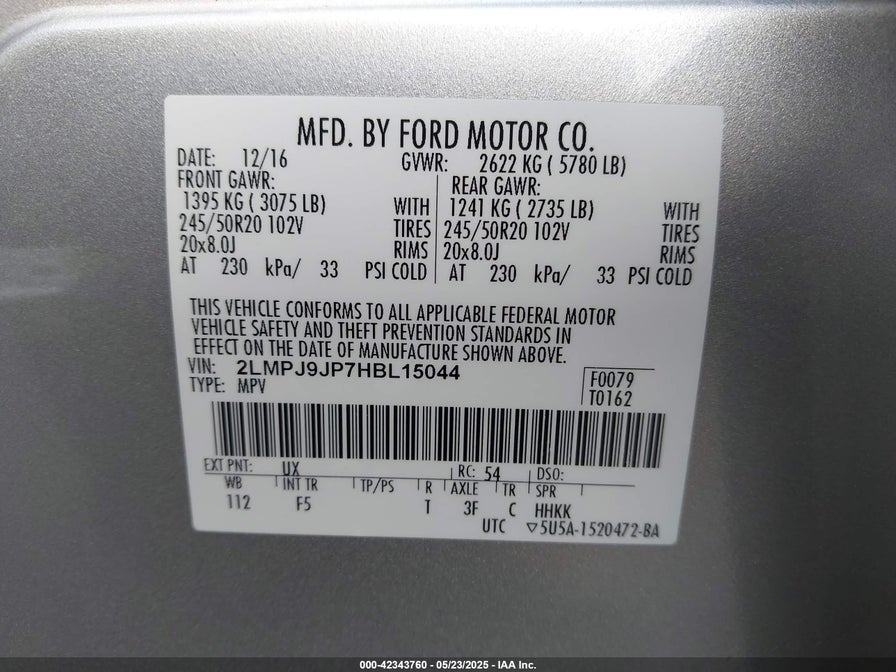 MFD. BY FORD MOTOR CO.
DATE: 12/16 GVWR: 2622 KG ( 5780 LB)
FRONT GAWR: REAR GAWR:
1395 KG ( 3075 LB) WITH 1241 KG ( 2735 LB) WITH
245/50R20 102V TIRES 245/50R20 102V TIRES
20x8.0J RIMS 20x8.0J RIMS
AT 230 kPa/ 33 PSI COLD AT 230 kPa/ 33 PSI COLD
THIS VEHICLE CONFORMS TO ALL APPLICABLE FEDERAL MOTOR
VEHICLE SAFETY AND THEFT PREVENTION STANDARDS IN
EFFECT ON THE DATE OF MANUFACTURE SHOWN ABOVE.
VIN: 2LMPJ9JP7HBL15044
TYPE: MPV F0079
T0162
EXT PNT: UX RC: 54 DSO:
WB INT TR TP/PS R AXLE TR SPR
112 F5 T 3F C HHKK
UTC ▽5U5A-1520472-BA
000-42343760 - 05/23/2025 - IAA Inc.